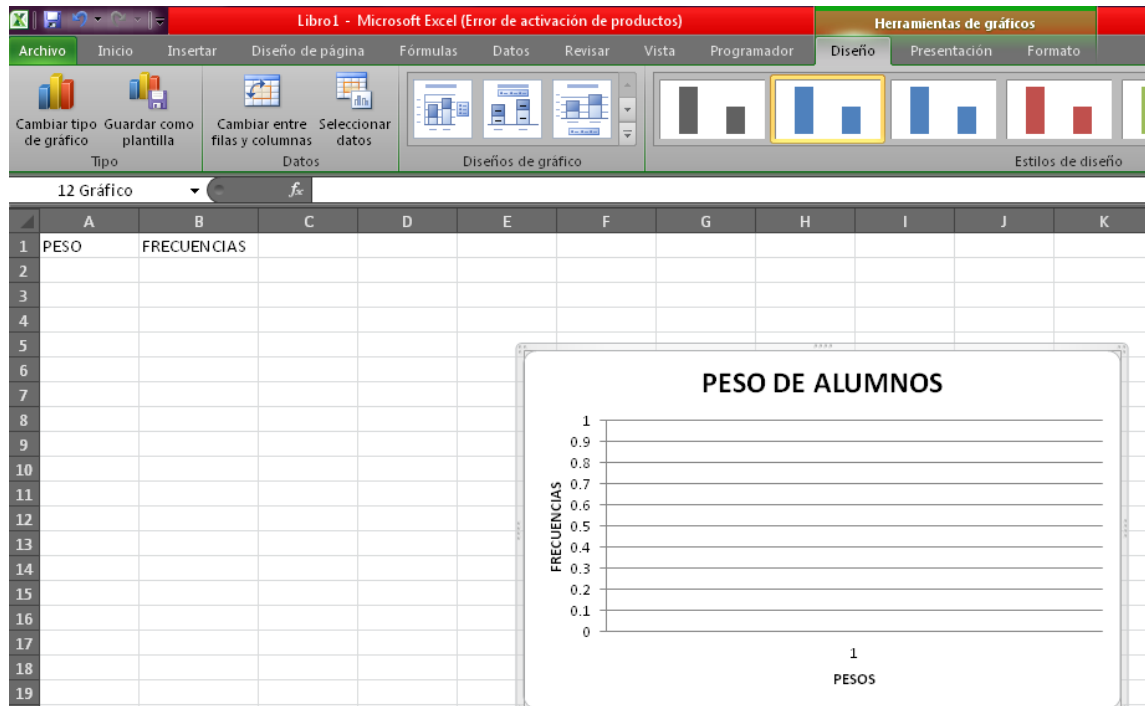 Libro1 - Microsoft Excel (Error de activación de productos)
Herramientas de gráficos
Archivo Inicio Insertar Diseño de página Fórmulas Datos Revisar Vista Programador Diseño Presentación Formato
Cambiar tipo de gráfico
Guardar como plantilla
Cambiar entre filas y columnas
Seleccionar datos
Tipo
Datos
Diseños de gráfico
Estilos de diseño
12 Gráfico
fx
A B C D E F G H I J K
1 PESO FRECUENCIAS
2
3
4
5
6
7
8
9
10
11
12
13
14
15
16
17
18
19
PESO DE ALUMNOS
1
0.9
0.8
0.7
0.6
0.5
0.4
0.3
0.2
0.1
0
FRECUENCIAS
1
PESOS